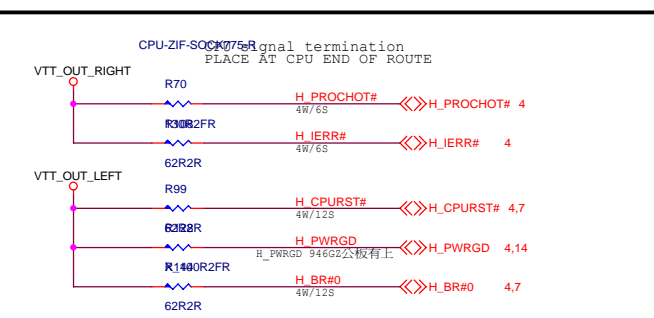 CPU-ZIF-SOCK775-R
CPU signal termination
PLACE AT CPU END OF ROUTE
VTT_OUT_RIGHT
R70
H_PROCHOT#
4W/6S
H_PROCHOT# 4
H_IERR#
4W/6S
H_IERR# 4
62R2R
VTT_OUT_LEFT
R99
H_CPURST#
4W/12S
H_CPURST# 4,7
H_PWRGD
H_PWRGD 946GZ公板有上
H_PWRGD 4,14
H_BR#0
4W/12S
H_BR#0 4,7
62R2R